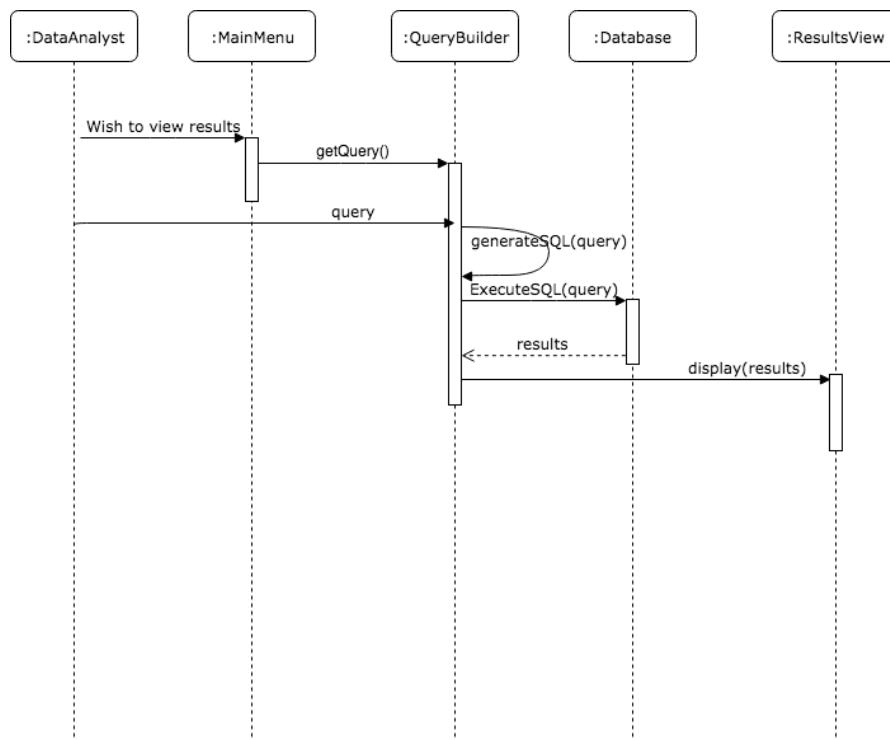 :DataAnalyst
:MainMenu
:QueryBuilder
:Database
:ResultsView
Wish to view results
getQuery()
query
generateSQL(query)
ExecuteSQL(query)
results
display(results)